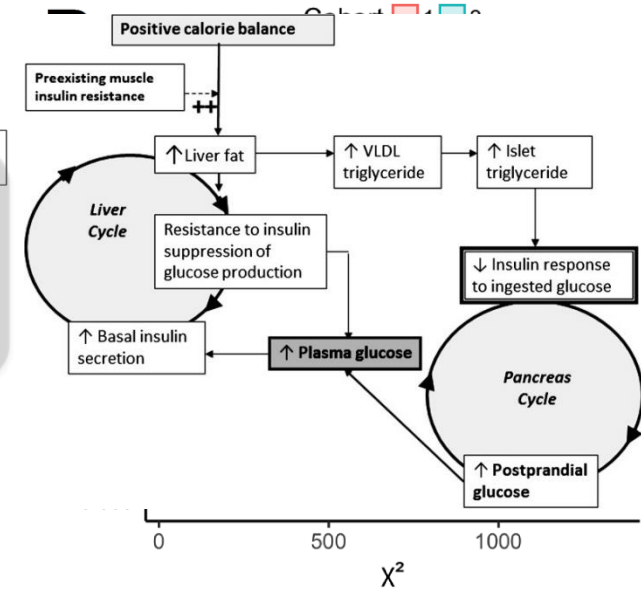 Cohort
Positive calorie balance
Preexisting muscle
insulin resistance
++
↑ Liver fat
↑ VLDL
triglyceride
↑ Islet
triglyceride
Liver
Cycle
Resistance to insulin
suppression of
glucose production
↓ Insulin response
to ingested glucose
↑ Basal insulin
secretion
↑ Plasma glucose
Pancreas
Cycle
↑ Postprandial
glucose
0 500 1000
X²